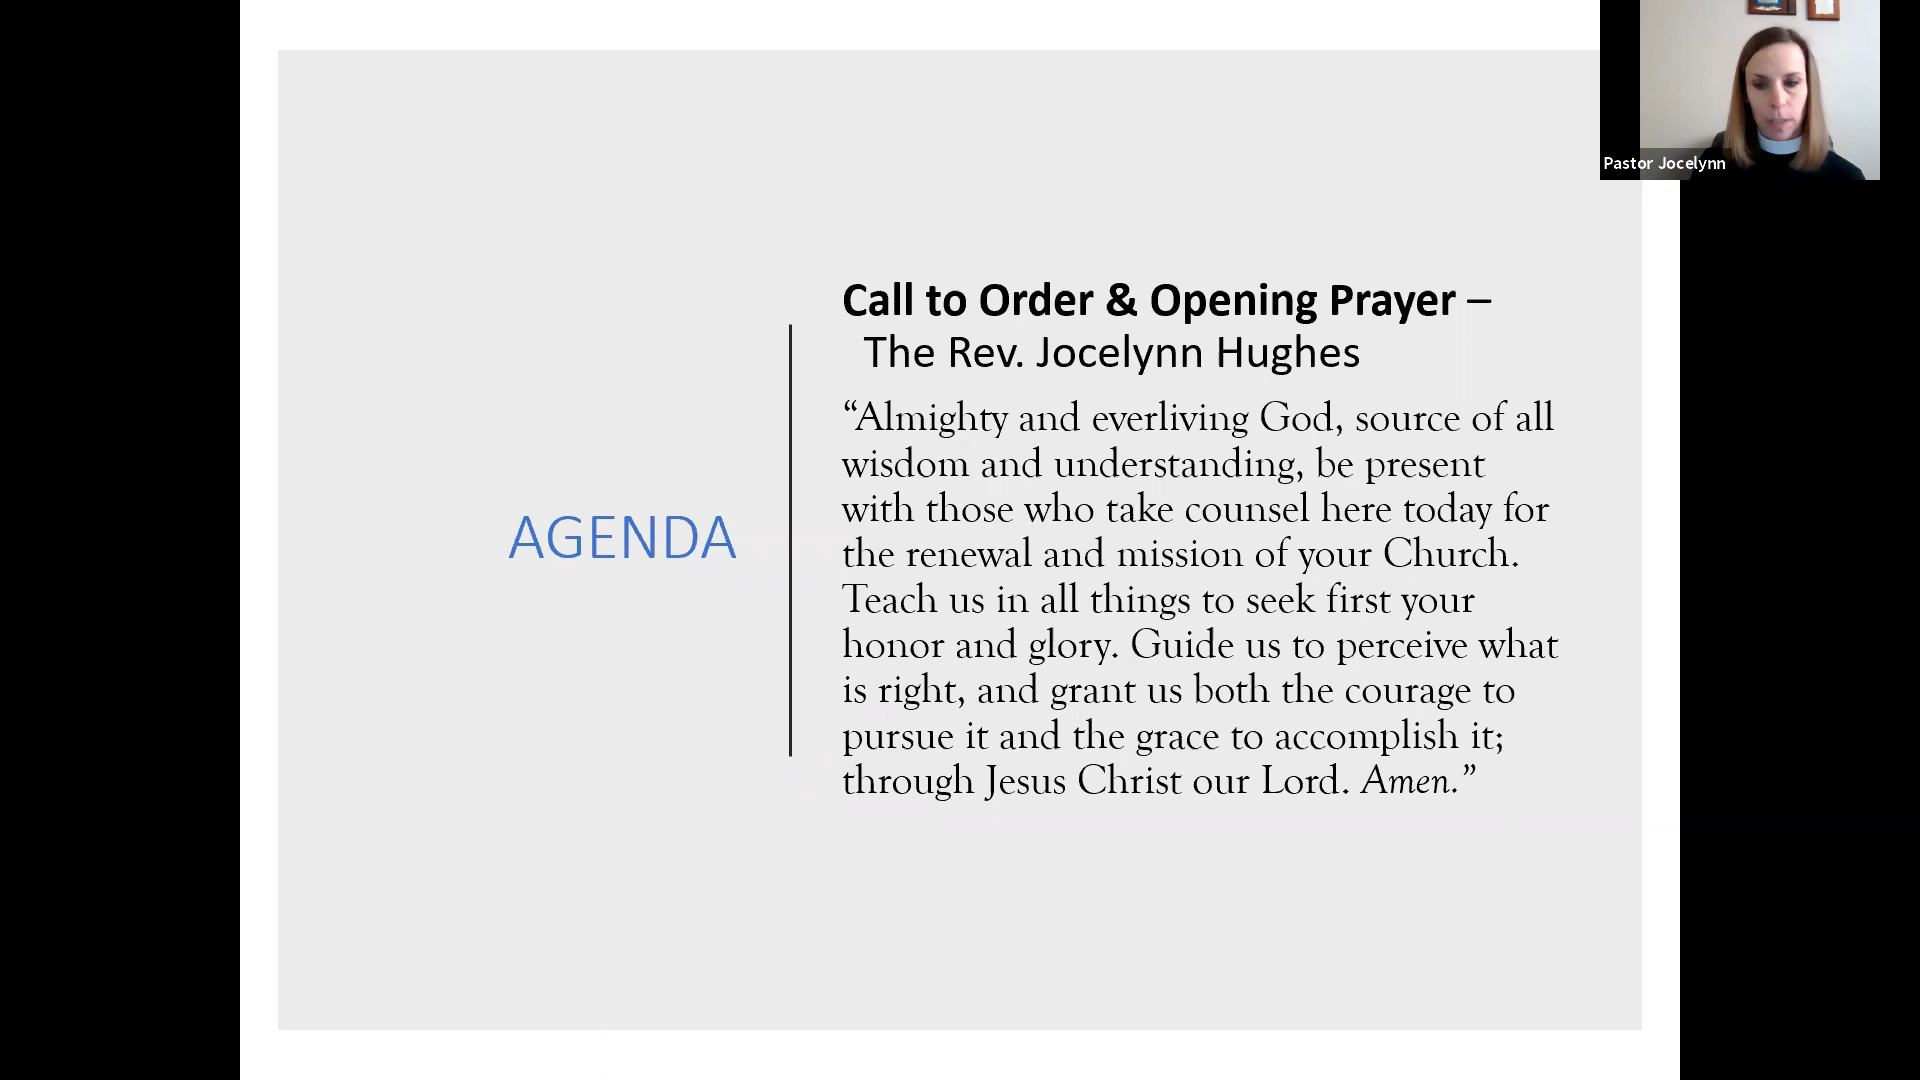 Pastor Jocelynn
AGENDA
Call to Order & Opening Prayer –
The Rev. Jocelynn Hughes
“Almighty and everliving God, source of all
wisdom and understanding, be present
with those who take counsel here today for
the renewal and mission of your Church.
Teach us in all things to seek first your
honor and glory. Guide us to perceive what
is right, and grant us both the courage to
pursue it and the grace to accomplish it;
through Jesus Christ our Lord. Amen.”